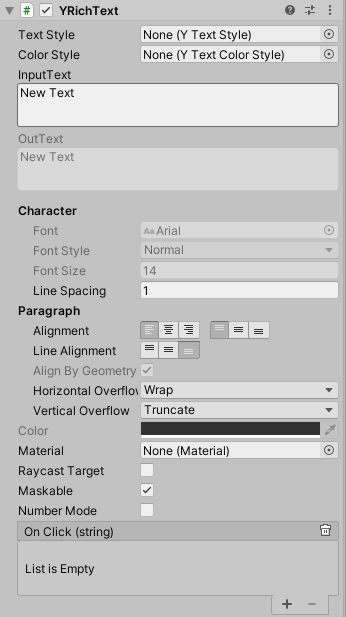 YRichText
Text Style None (Y Text Style)
Color Style None (Y Text Color Style)
InputText
New Text
OutText
New Text
Character
Font Aa Arial
Font Style Normal
Font Size 14
Line Spacing 1
Paragraph
Alignment
Line Alignment
Align By Geometry
Horizontal Overflow Wrap
Vertical Overflow Truncate
Color
Material None (Material)
Raycast Target
Maskable
Number Mode
On Click (string)
List is Empty